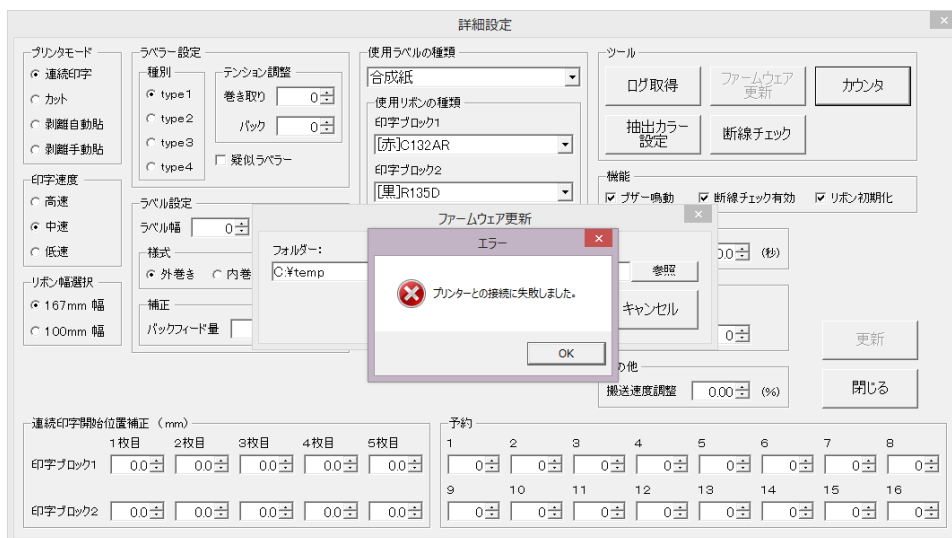 詳細設定
プリンタモード
連続印字
カット
剥離自動貼
剥離手動貼
印字速度
高速
中速
低速
リボン幅選択
167mm 幅
100mm 幅
ラベラー設定
種別
type1
type2
type3
type4
テンション調整
巻き取り 0
バック 0
疑似ラベラー
ラベル設定
ラベル幅 0
様式
外巻き 内巻
補正
バックフィード量
使用ラベルの種類
合成紙
使用リボンの種類
印字ブロック1
[赤]C132AR
印字ブロック2
[黒]R135D
ツール
ログ取得 ファームウェア更新 カウンタ
抽出カラー設定 断線チェック
機能
ブザー鳴動 断線チェック有効 リボン初期化
0.0 (秒)
0
の他
搬送速度調整 0.00 (%)
更新
閉じる
ファームウェア更新
フォルダー:
C:¥temp
参照
キャンセル
エラー
プリンターとの接続に失敗しました。
OK
連続印字開始位置補正 (mm)
1枚目 2枚目 3枚目 4枚目 5枚目
印字ブロック1 0.0 0.0 0.0 0.0 0.0
印字ブロック2 0.0 0.0 0.0 0.0 0.0
予約
1 2 3 4 5 6 7 8
0 0 0 0 0 0 0 0
9 10 11 12 13 14 15 16
0 0 0 0 0 0 0 0